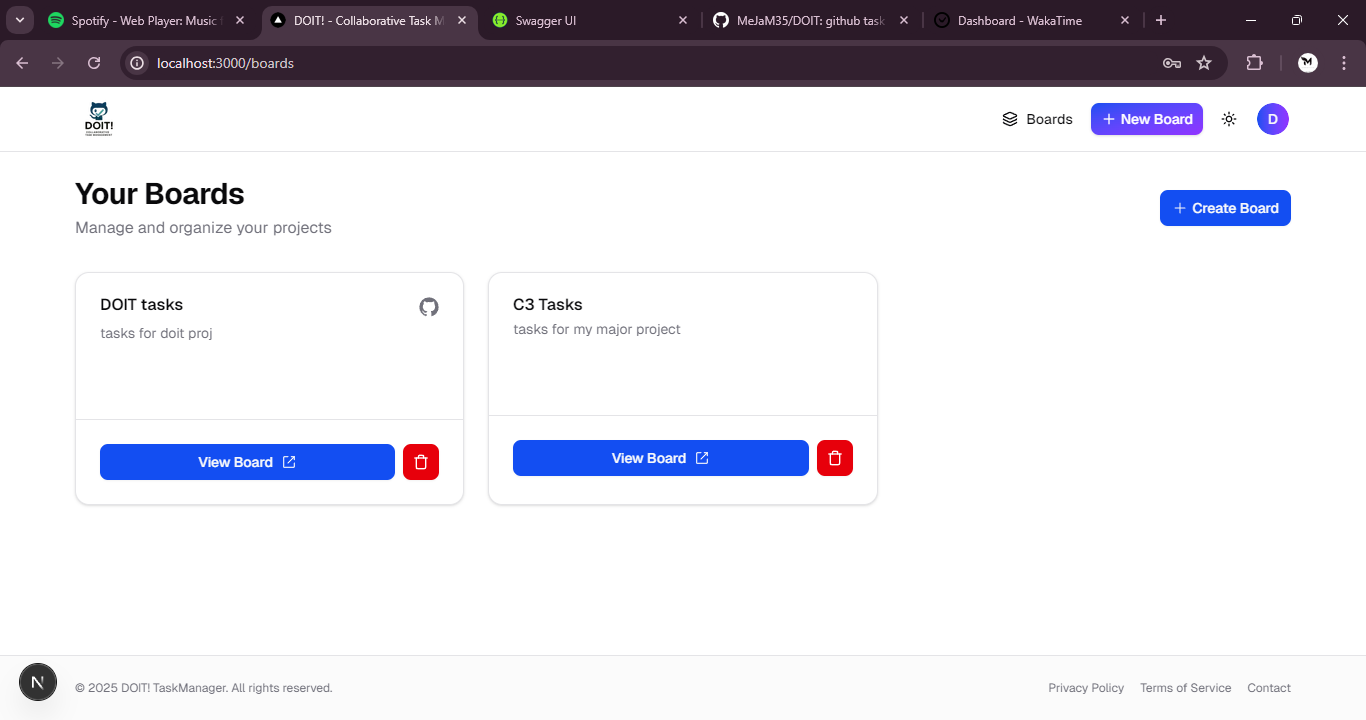 Spotify - Web Player: Music
DOIT! - Collaborative Task M
Swagger UI
MeJaM35/DOIT: github task
Dashboard - WakaTime
localhost:3000/boards
DOIT!
Boards
New Board
D
Your Boards
Manage and organize your projects
Create Board
DOIT tasks
tasks for doit proj
View Board
C3 Tasks
tasks for my major project
View Board
N
© 2025 DOIT! TaskManager. All rights reserved.
Privacy Policy
Terms of Service
Contact